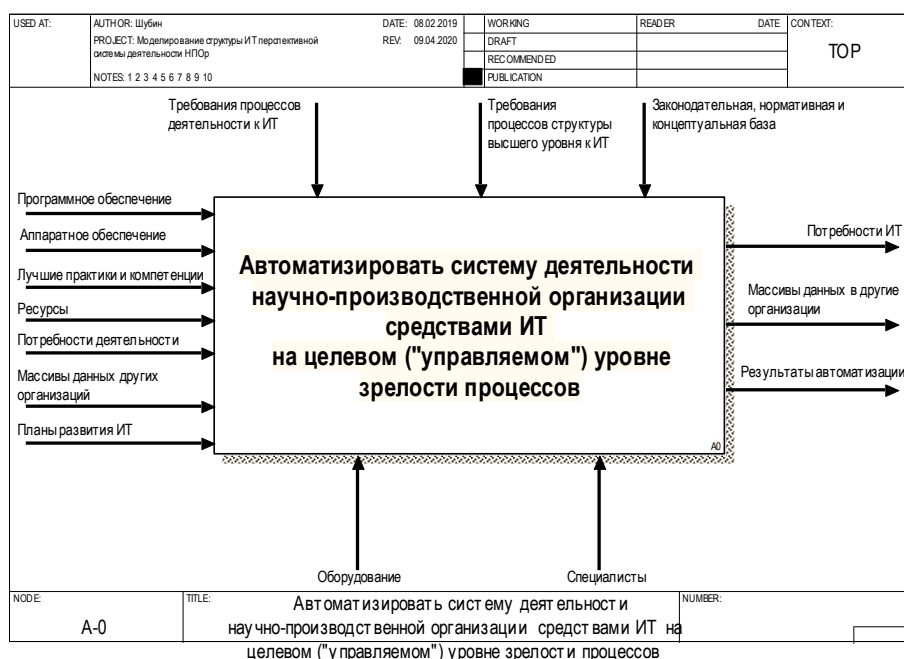 USED AT:
AUTHOR: Шубин
DATE: 08.02.2019
PROJECT: Моделирование структуры ИТ перспективной
системы деятельности НПОр
REV: 09.04.2020
NOTES: 1 2 3 4 5 6 7 8 9 10
WORKING
DRAFT
RECOMMENDED
PUBLICATION
READER
DATE
CONTEXT:
TOP
Требования процессов
деятельности к ИТ
Требования
процессов структуры
высшего уровня к ИТ
Законодательная, нормативная и
концептуальная база
Программное обеспечение
Аппаратное обеспечение
Лучшие практики и компетенции
Ресурсы
Потребности деятельности
Массивы данных других
организаций
Планы развития ИТ
Автоматизировать систему деятельности
научно-производственной организации
средствами ИТ
на целевом ("управляемом") уровне
зрелости процессов
A0
Потребности ИТ
Массивы данных в другие
организации
Результаты автоматизации
Оборудование
Специалисты
NODE:
A-0
TITLE:
Автоматизировать систему деятельности
научно-производственной организации средствами ИТ на
целевом ("управляемом") уровне зрелости процессов
NUMBER: